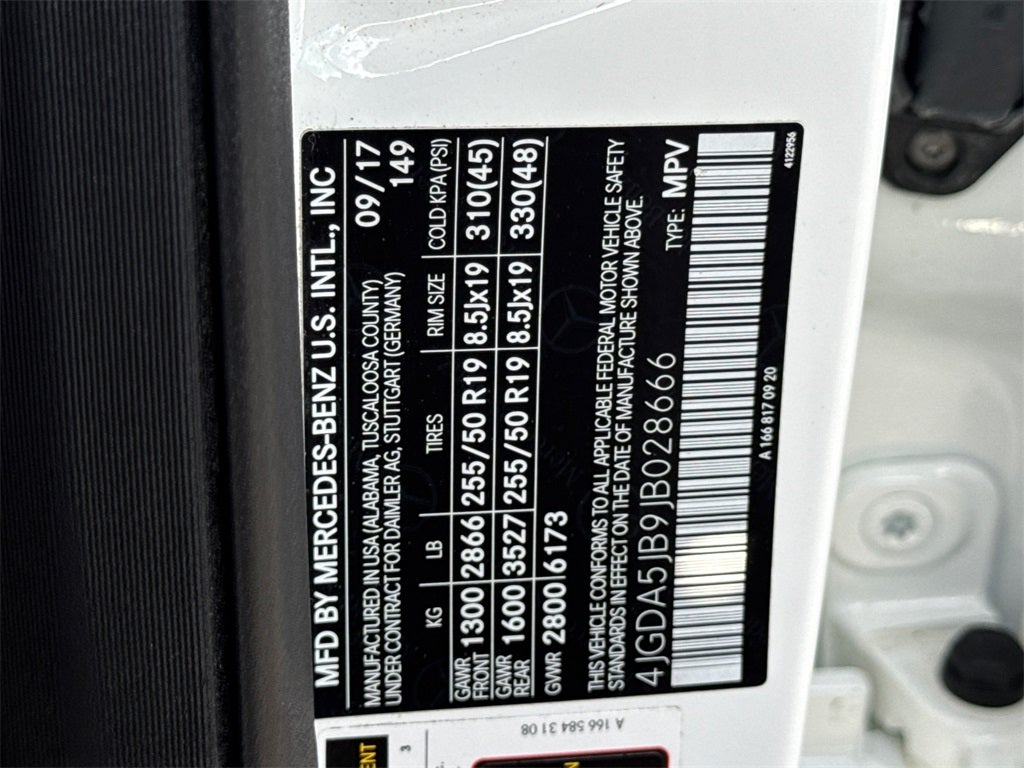 MFD BY MERCEDES-BENZ U.S. INTL., INC
09/17
MANUFACTURED IN USA (ALABAMA, TUSCALOOSA COUNTY) 149
UNDER CONTRACT FOR DAIMLER AG, STUTTGART (GERMANY)
KG LB TIRES RIM SIZE COLD KPA (PSI)
GAWR FRONT 1300 2866 255/50 R19 8.5Jx19 310(45)
GAWR REAR 1600 3527 255/50 R19 8.5Jx19 330(48)
GVWR 2800 6173
THIS VEHICLE CONFORMS TO ALL APPLICABLE FEDERAL MOTOR VEHICLE SAFETY
STANDARDS IN EFFECT ON THE DATE OF MANUFACTURE SHOWN ABOVE.
4JGDA5JB9JB028666 TYPE: MPV
A 166 817 09 20
4122956
A 166 584 31 08
3